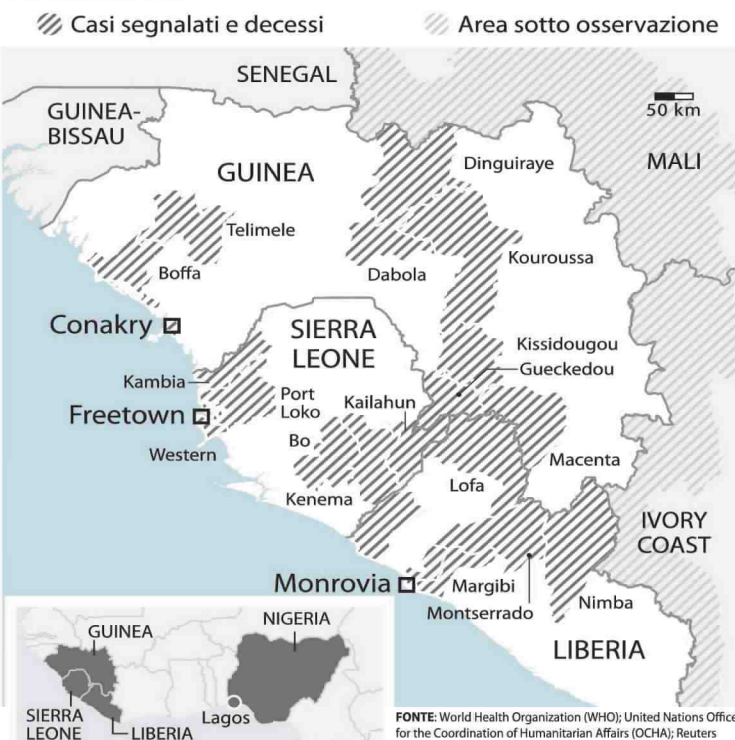 Casi segnalati e decessi
Area sotto osservazione
SENEGAL
50 km
GUINEA-
BISSAU
MALI
GUINEA
Dinguiraye
Telimele
Kouroussa
Boffa
Dabola
Conakry
SIERRA
LEONE
Kissidougou
Gueckedou
Kambia
Port
Loko
Kailahun
Freetown
Bo
Western
Macenta
Lofa
Kenema
IVORY
COAST
Monrovia
Margibi
Montserrado
Nimba
LIBERIA
NIGERIA
GUINEA
SIERRA
LEONE
LIBERIA
Lagos
FONTE: World Health Organization (WHO); United Nations Office
for the Coordination of Humanitarian Affairs (OCHA); Reuters